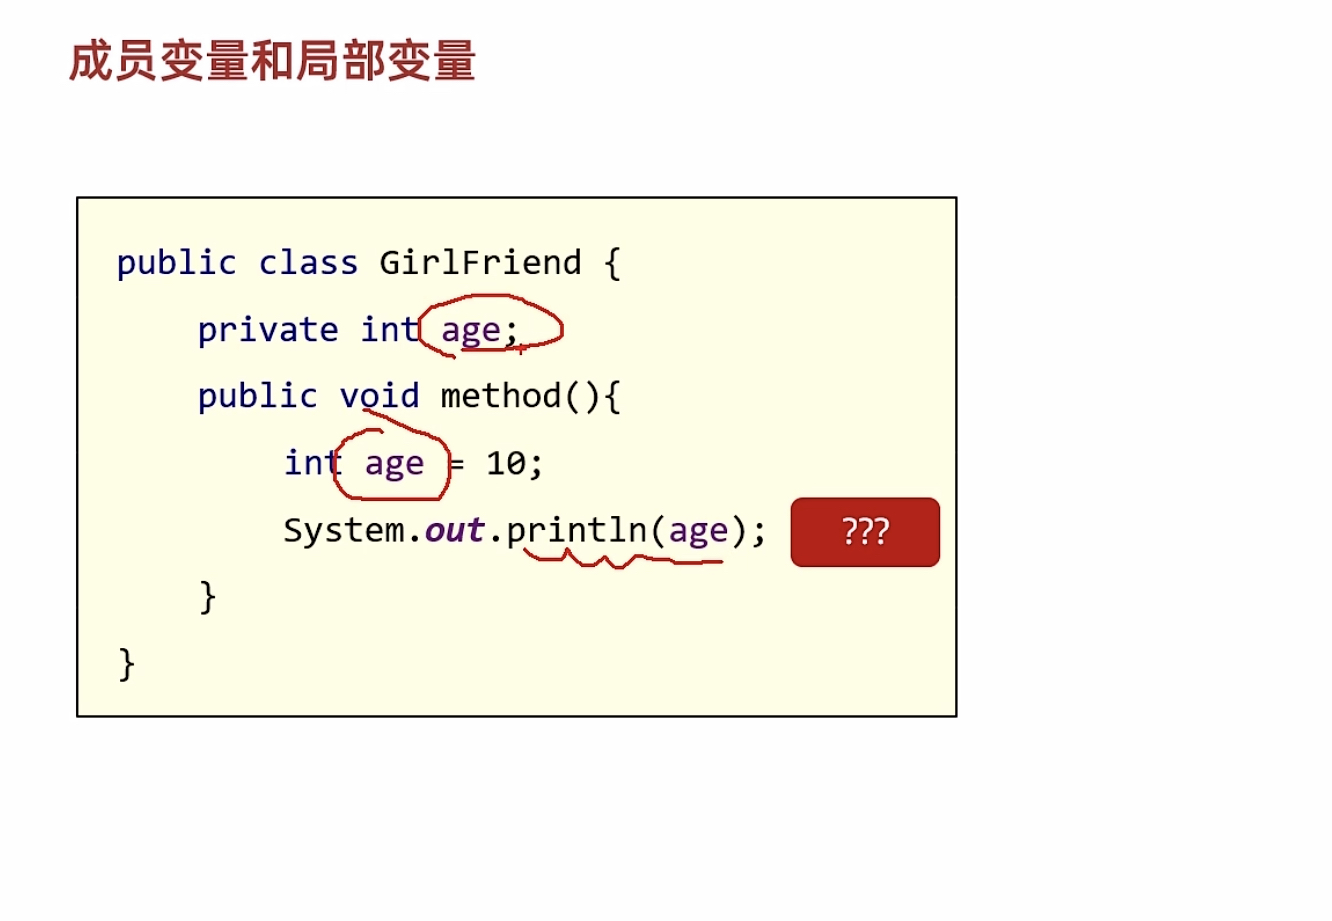 成员变量和局部变量
public class GirlFriend {
private int age;
public void method(){
int age = 10;
System.out.println(age); ???
}
}